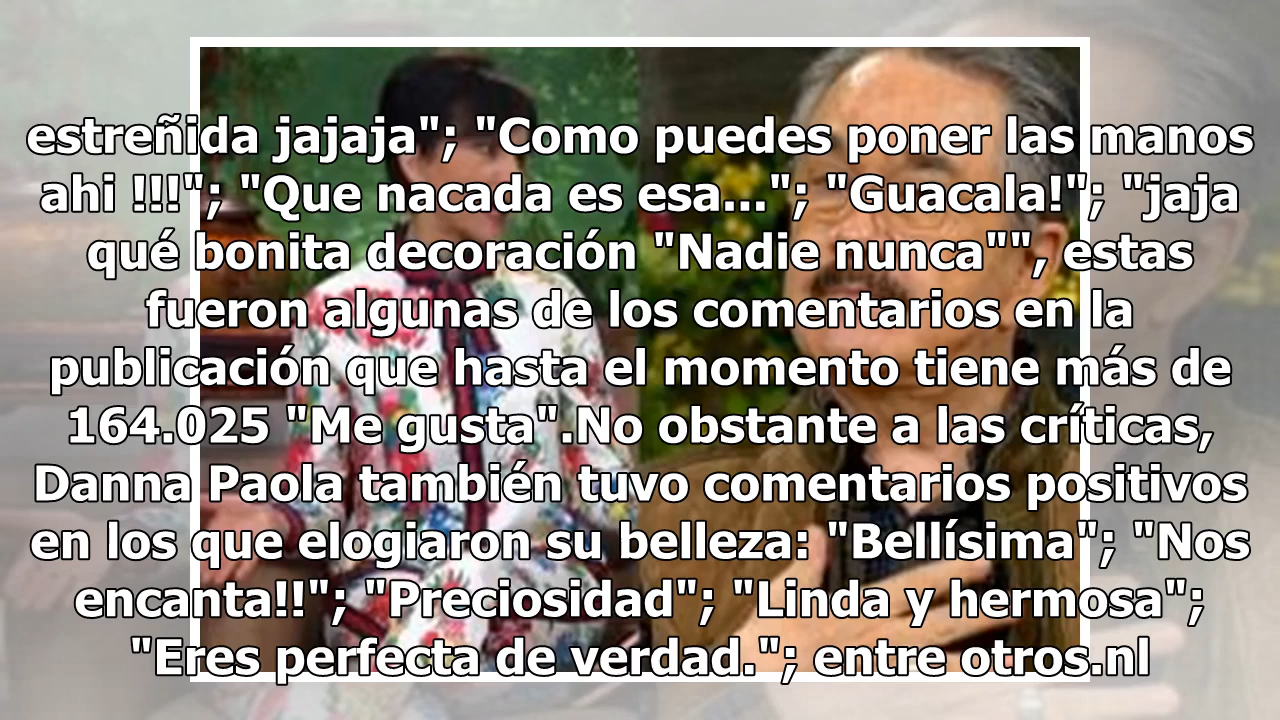 estreñida jajaja"; "Como puedes poner las manos
ahi !!!"; "Que nacada es esa..."; "Guacala!"; "jaja
qué bonita decoración "Nadie nunca"", estas
fueron algunas de los comentarios en la
publicación que hasta el momento tiene más de
164.025 "Me gusta".No obstante a las críticas,
Danna Paola también tuvo comentarios positivos
en los que elogiaron su belleza: "Bellísima"; "Nos
encanta!!"; "Preciosidad"; "Linda y hermosa";
"Eres perfecta de verdad."; entre otros.nl